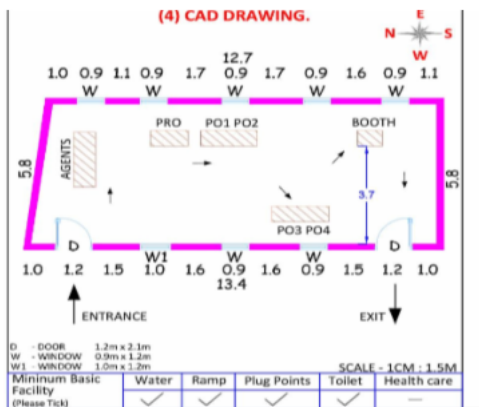 (4) CAD DRAWING.
E
N S
W
12.7
1.0 0.9 1.1 0.9 1.7 0.9 1.7 0.9 1.6 0.9 1.1
W W W W W
PRO PO1 PO2 BOOTH
AGENTS
5.8
3.7
5.8
PO3 PO4
D W1 W W D
1.0 1.2 1.5 1.0 1.6 0.9 1.6 0.9 1.5 1.2 1.0
13.4
ENTRANCE
EXIT
D - DOOR 1.2m x 2.1m
W - WINDOW 0.9m x 1.2m
W1 - WINDOW 1.0m x 1.2m
SCALE - 1CM : 1.5M
Mininum Basic Facility (Please Tick) Water Ramp Plug Points Toilet Health care